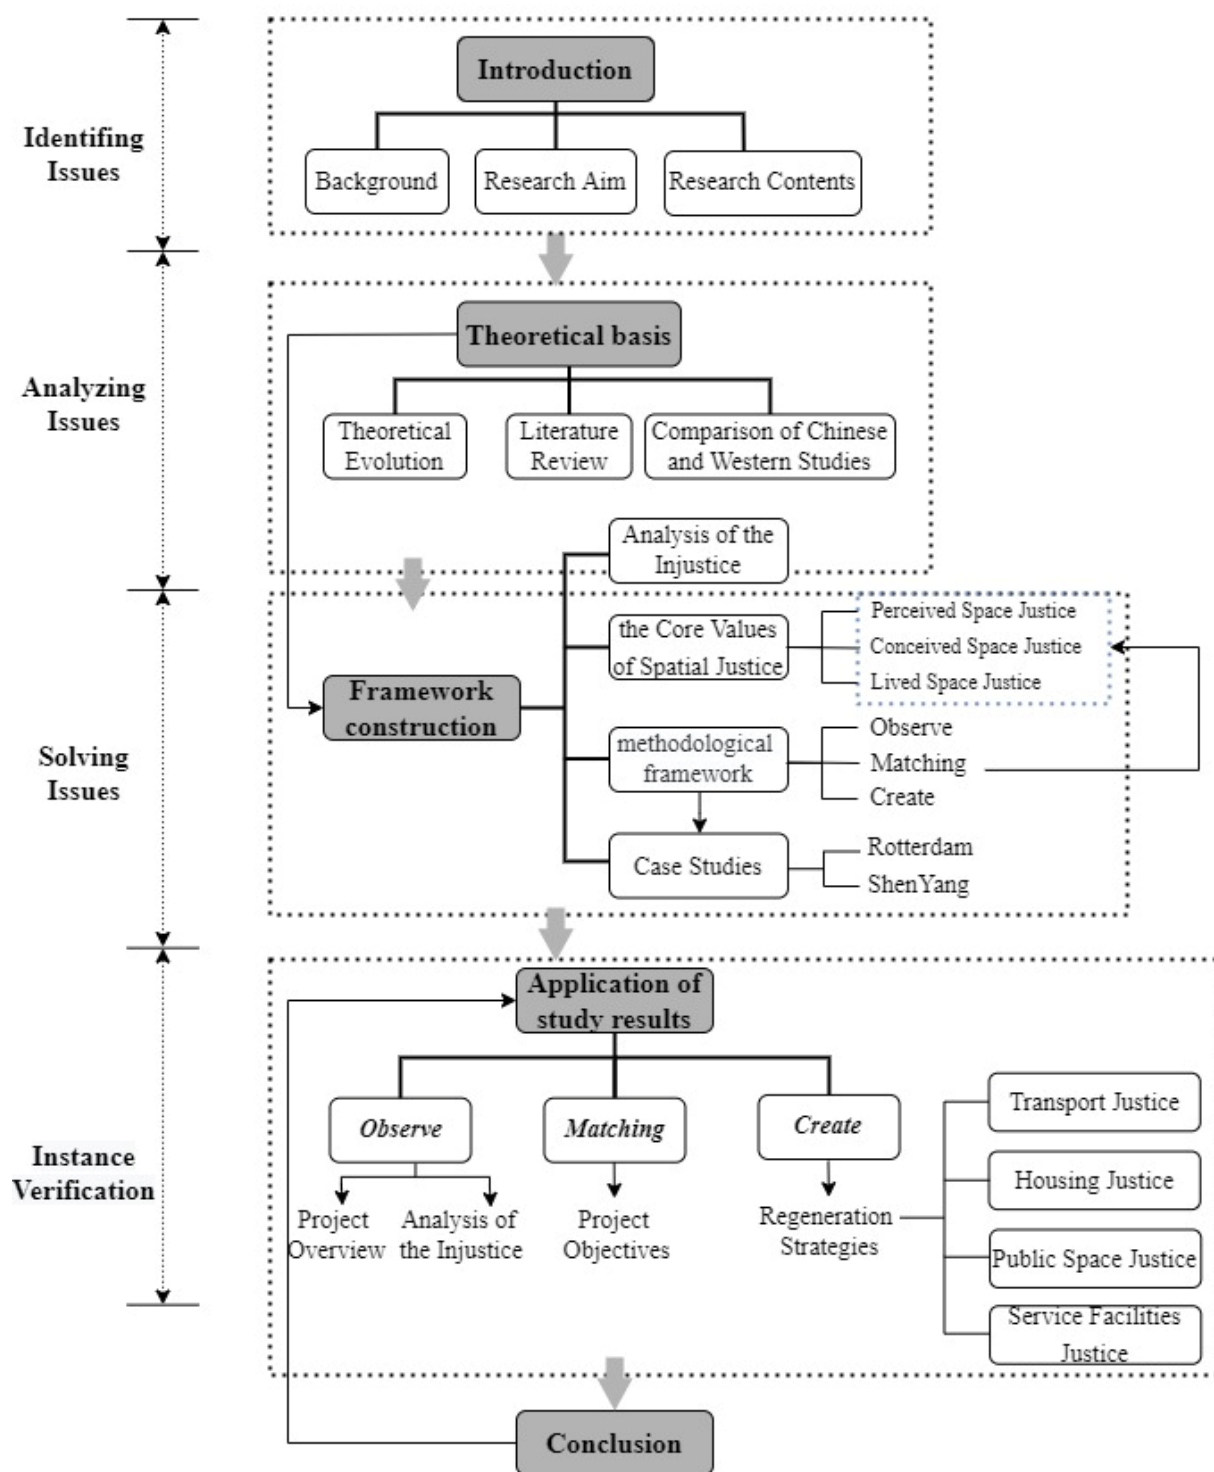 Identifing
Issues
Introduction
Background
Research Aim
Research Contents
Analyzing
Issues
Theoretical basis
Theoretical
Evolution
Literature
Review
Comparison of Chinese
and Western Studies
Solving
Issues
Framework
construction
Analysis of the
Injustice
the Core Values
of Spatial Justice
Perceived Space Justice
Conceived Space Justice
Lived Space Justice
methodological
framework
Observe
Matching
Create
Case Studies
Rotterdam
ShenYang
Instance
Verification
Application of
study results
Observe
Project
Overview
Analysis of
the Injustice
Matching
Project
Objectives
Create
Regeneration
Strategies
Transport Justice
Housing Justice
Public Space Justice
Service Facilities
Justice
Conclusion